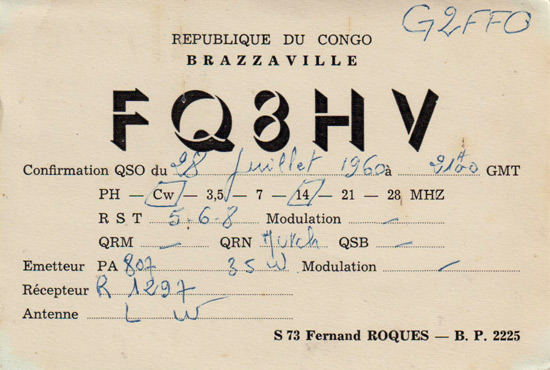 G2FFO
REPUBLIQUE DU CONGO
BRAZZAVILLE
FQ8HV
Confirmation QSO du 28 Juillet 1960 à 2120 GMT
PH — Cw — 3,5 — 7 — 14 — 21 — 28 MHZ
R S T 5.6.8 Modulation —
QRM — QRN Much QSB —
Emetteur PA 807 35 W Modulation —
Récepteur R 1297
Antenne L W
S 73 Fernand ROQUES — B. P. 2225